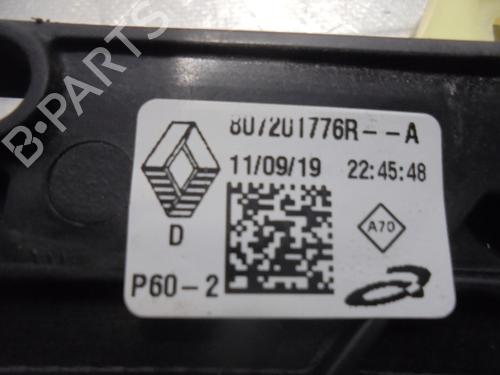 B-PARTS
807201776R--A
11/09/19 22:45:48
D
A70
P60-2